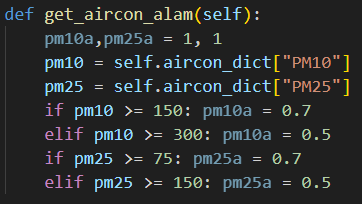 def get_aircon_alam(self):
    pm10a,pm25a = 1, 1
    pm10 = self.aircon_dict["PM10"]
    pm25 = self.aircon_dict["PM25"]
    if pm10 >= 150: pm10a = 0.7
    elif pm10 >= 300: pm10a = 0.5
    if pm25 >= 75: pm25a = 0.7
    elif pm25 >= 150: pm25a = 0.5